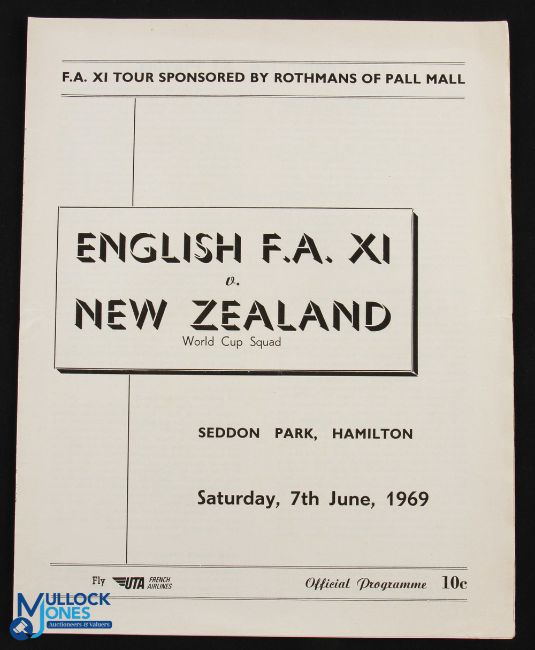 F.A. XI TOUR SPONSORED BY ROTHMANS OF PALL MALL
ENGLISH F.A. XI
v.
NEW ZEALAND
World Cup Squad
SEDDON PARK, HAMILTON
Saturday, 7th June, 1969
Fly UTA FRENCH AIRLINES
Official Programme 10c
MULLOCK
JONES
Auctioneers & Valuers